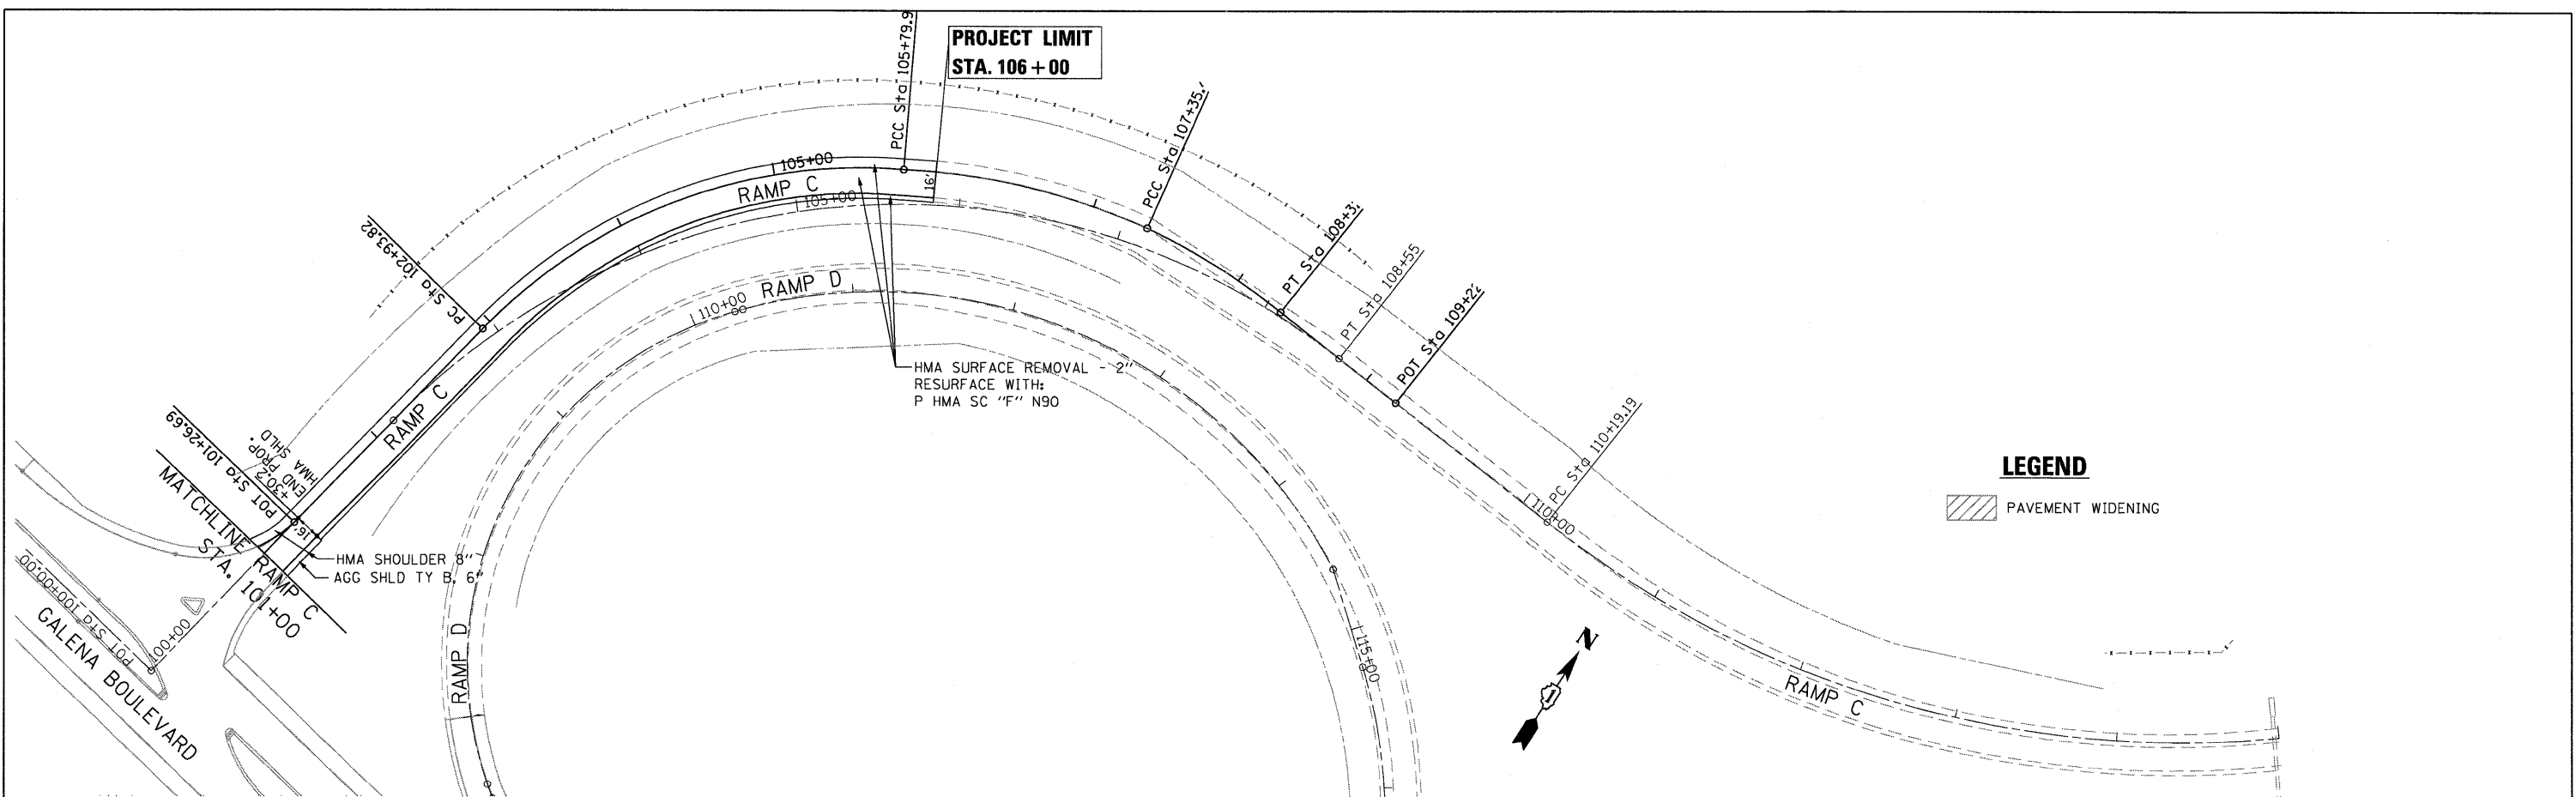 PROJECT LIMIT
STA. 106+00
PCC Sta 105+79.9
PCC Sta 107+35.
105+00
RAMP C
16'
105+00
PC Sta 102+93.82
PT Sta 108+3
PT Sta 108+55
POT Sta 109+22
RAMP D
110+00
HMA SURFACE REMOVAL - 2"
RESURFACE WITH:
P HMA SC "F" N90
RAMP C
PC Sta 110+19.19
110+00
LEGEND
PAVEMENT WIDENING
POT Sta 101+26.69
+30.2
END PROP.
HMA SHLD
16'
MATCHLINE RAMP C
STA. 101+00
HMA SHOULDER 8"
AGG SHLD TY B, 6"
POT Sta 100+00.00
100+00
GALENA BOULEVARD
RAMP D
115+00
N
1
RAMP C